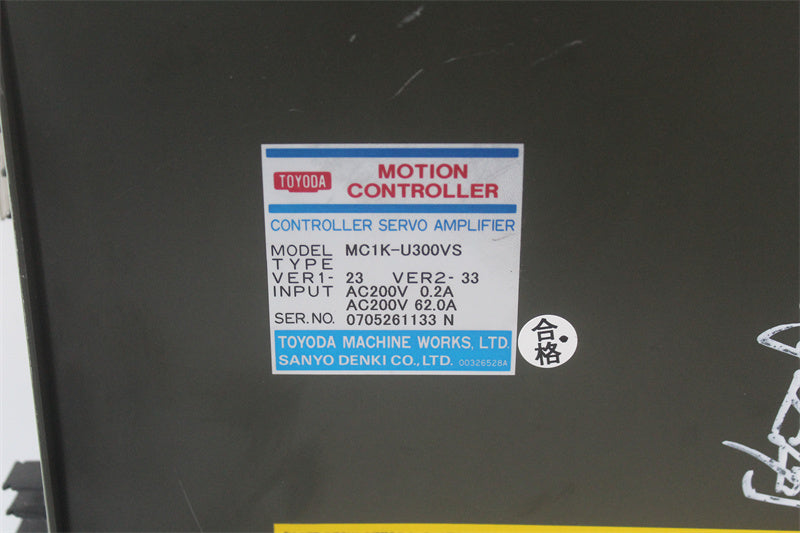 TOYODA
MOTION
CONTROLLER
CONTROLLER SERVO AMPLIFIER
MODEL MC1K-U300VS
TYPE
VER1- 23 VER2- 33
INPUT AC200V 0.2A
AC200V 62.0A
SER.NO. 0705261133 N
TOYODA MACHINE WORKS, LTD.
SANYO DENKI CO.,LTD. 00326528A
合格